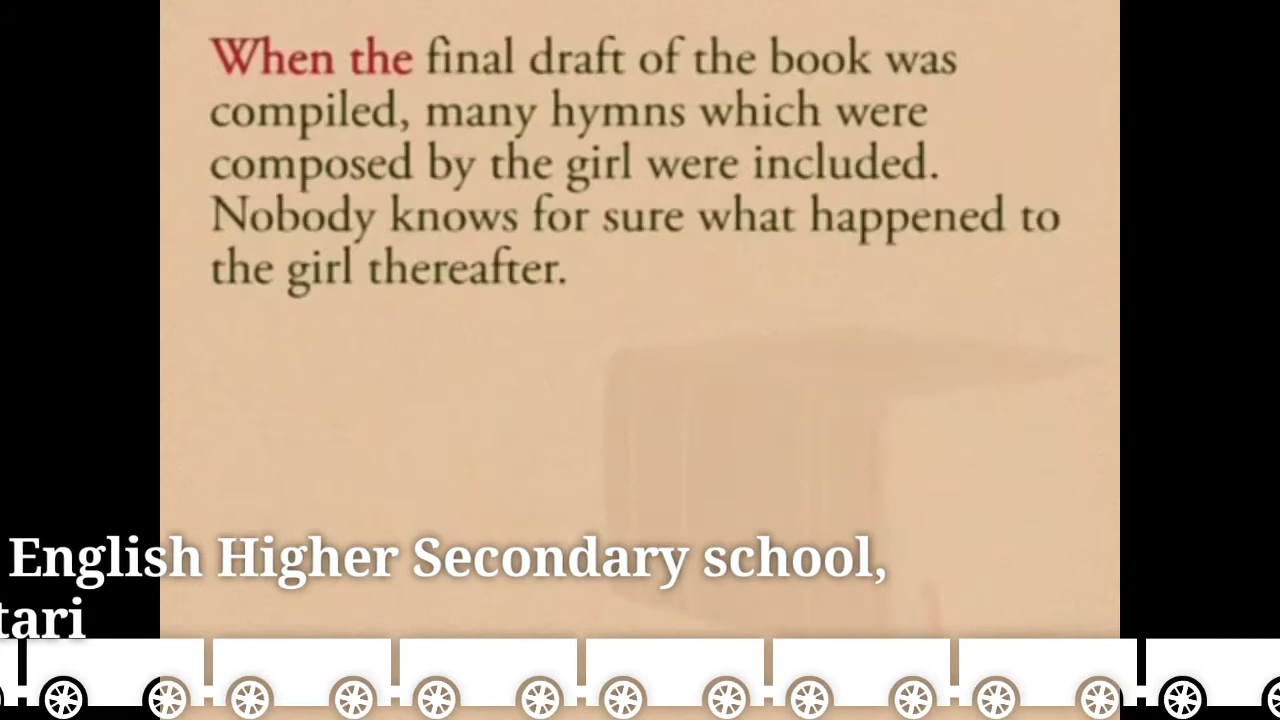 When the final draft of the book was
compiled, many hymns which were
composed by the girl were included.
Nobody knows for sure what happened to
the girl thereafter.
English Higher Secondary school,
tari